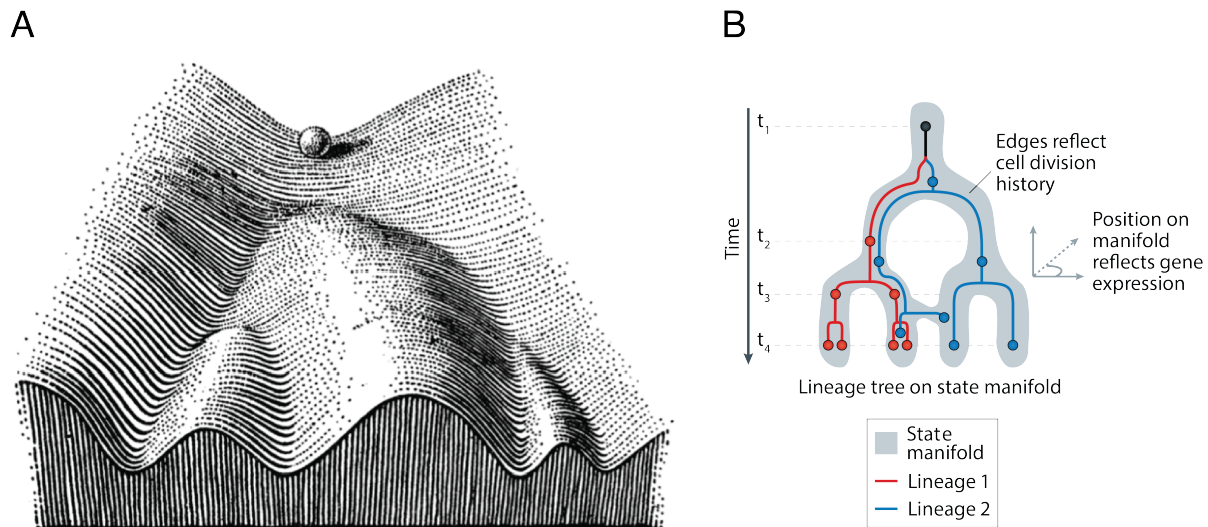 A
B
Time
t1
t2
t3
t4
Edges reflect
cell division
history
Position on
manifold
reflects gene
expression
Lineage tree on state manifold
State
manifold
Lineage 1
Lineage 2